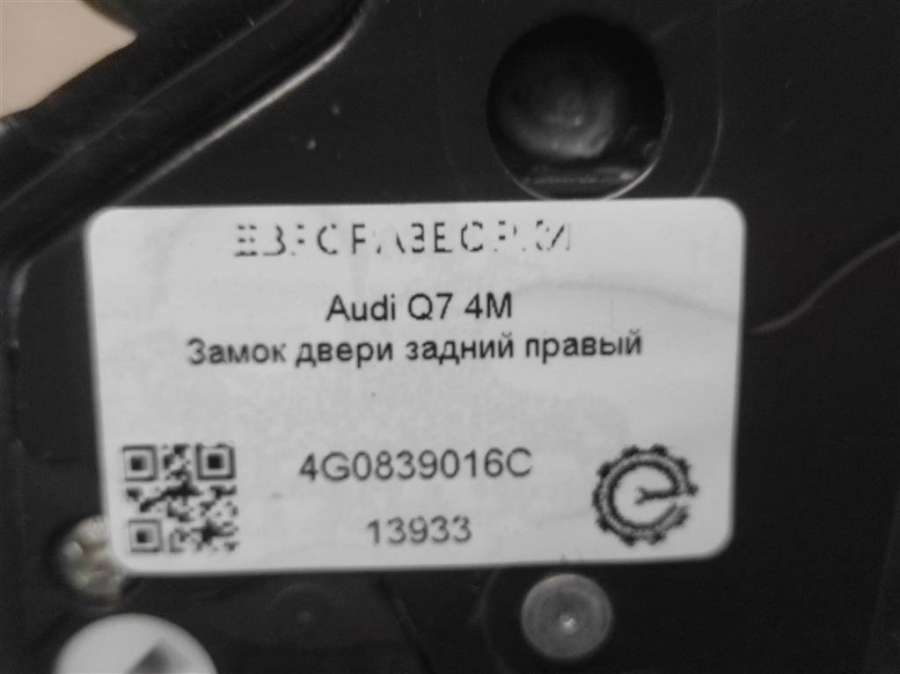 Audi Q7 4M
Замок двери задний правый
4G0839016C
13933